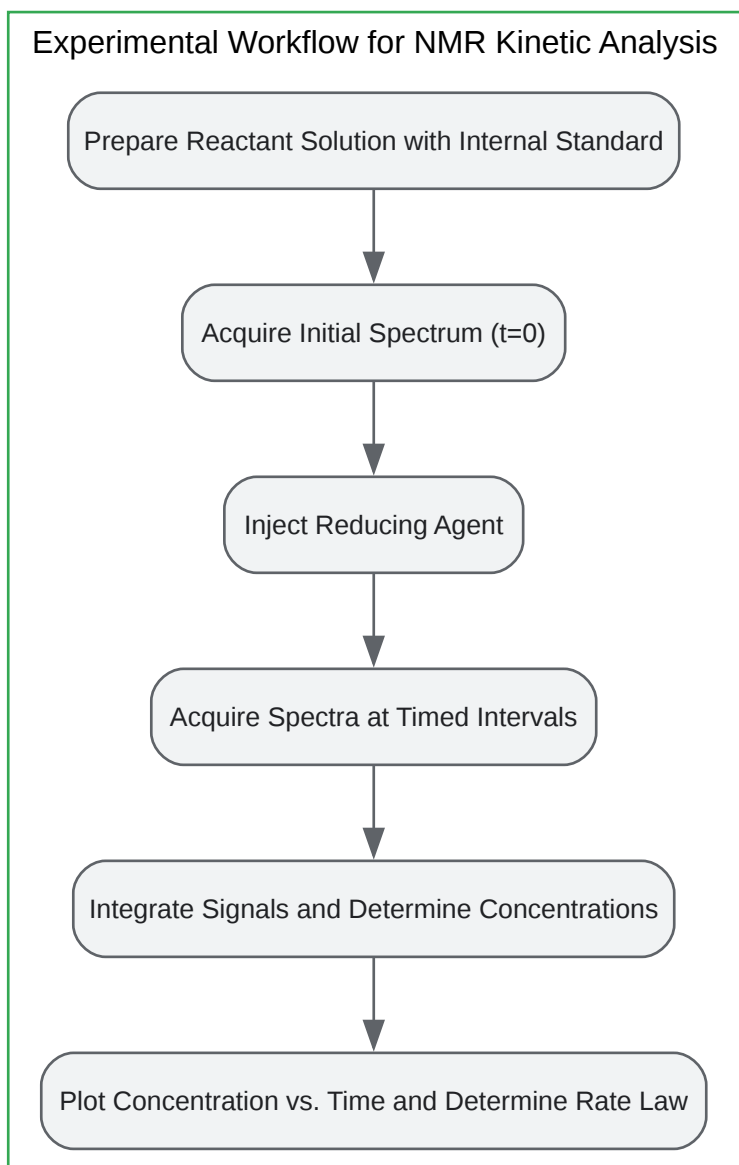 Experimental Workflow for NMR Kinetic Analysis
Prepare Reactant Solution with Internal Standard
Acquire Initial Spectrum (t=0)
Inject Reducing Agent
Acquire Spectra at Timed Intervals
Integrate Signals and Determine Concentrations
Plot Concentration vs. Time and Determine Rate Law